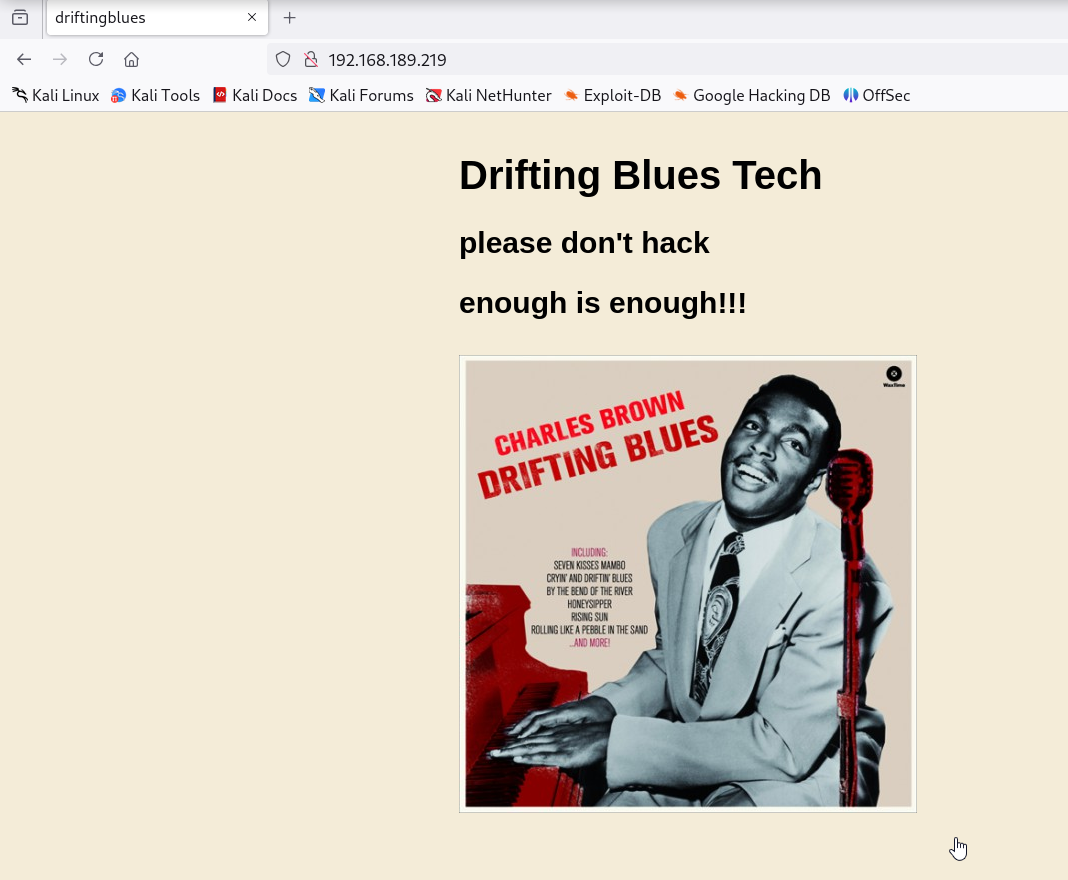 driftingblues
192.168.189.219
Kali Linux Kali Tools Kali Docs Kali Forums Kali NetHunter Exploit-DB Google Hacking DB OffSec
Drifting Blues Tech
please don't hack
enough is enough!!!
WaxTime
CHARLES BROWN
DRIFTING BLUES
INCLUDING:
SEVEN KISSES MAMBO
CRYIN' AND DRIFTIN' BLUES
BY THE BEND OF THE RIVER
HONEYSIPPER
RISING SUN
ROLLING LIKE A PEBBLE IN THE SAND
...AND MORE!